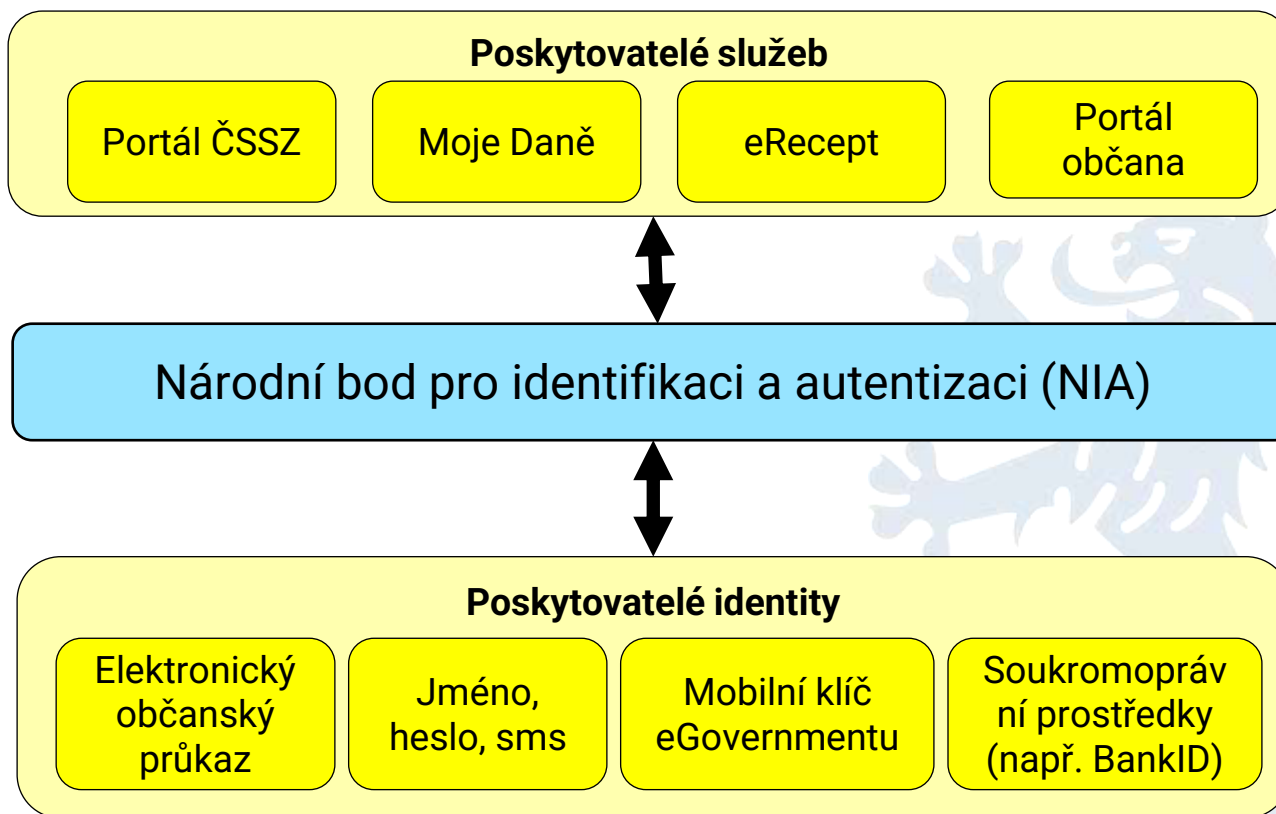 Poskytovatelé služeb
Portál ČSSZ
Moje Daně
eRecept
Portál
občana
Národní bod pro identifikaci a autentizaci (NIA)
Poskytovatelé identity
Elektronický
občanský
průkaz
Jméno,
heslo, sms
Mobilní klíč
eGovernmentu
Soukromopráv
ní prostředky
(např. BankID)